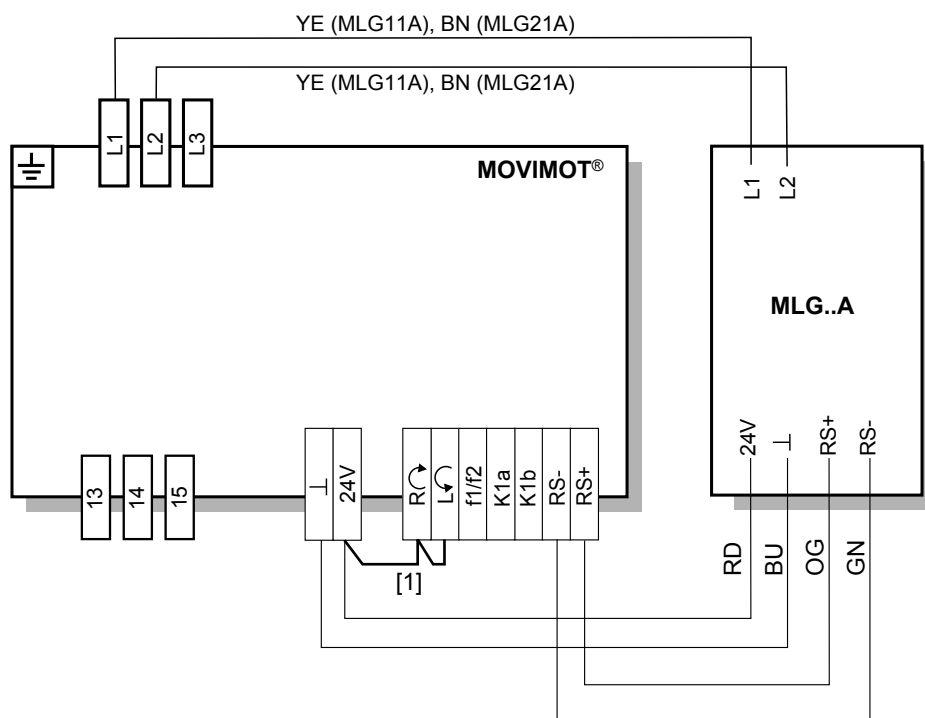 YE (MLG11A), BN (MLG21A)
YE (MLG11A), BN (MLG21A)
L1
L2
L3
MOVIMOT®
L1
L2
MLG..A
24V
⊥
RS+
RS-
13
14
15
⊥
24V
R
L
f1/f2
K1a
K1b
RS-
RS+
[1]
RD
BU
OG
GN